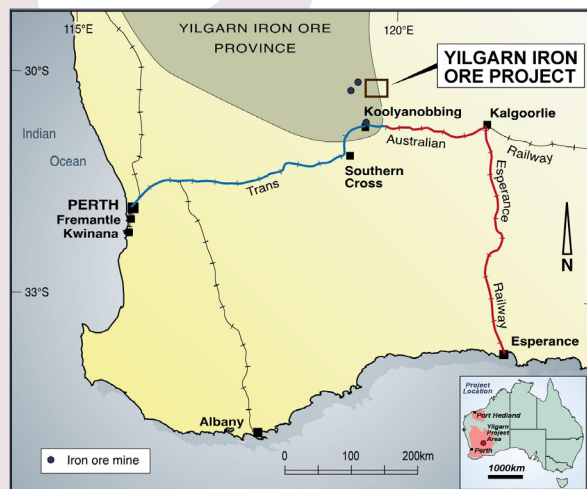 115°E
120°E
YILGARN IRON ORE
PROVINCE
YILGARN IRON
ORE PROJECT
30°S
Koolyanobbing
Kalgoorlie
Indian
Ocean
Australian
Railway
Southern
Cross
Trans
Esperance
PERTH
Fremantle
Kwinana
N
33°S
Railway
Esperance
Albany
Project
Location
Port Hedland
Yilgarn
Project
Area
Perth
Iron ore mine
0 100 200km
1000km